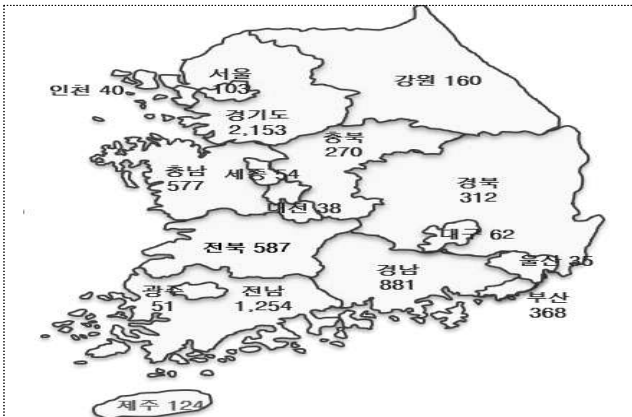 서울
103
강원 160
인천 40
경기도
2,153
충북
270
충남
577
세종 54
경북
312
대전 38
대구 62
전북 587
울산 35
경남
881
광주
51
전남
1,254
부산
368
제주 124